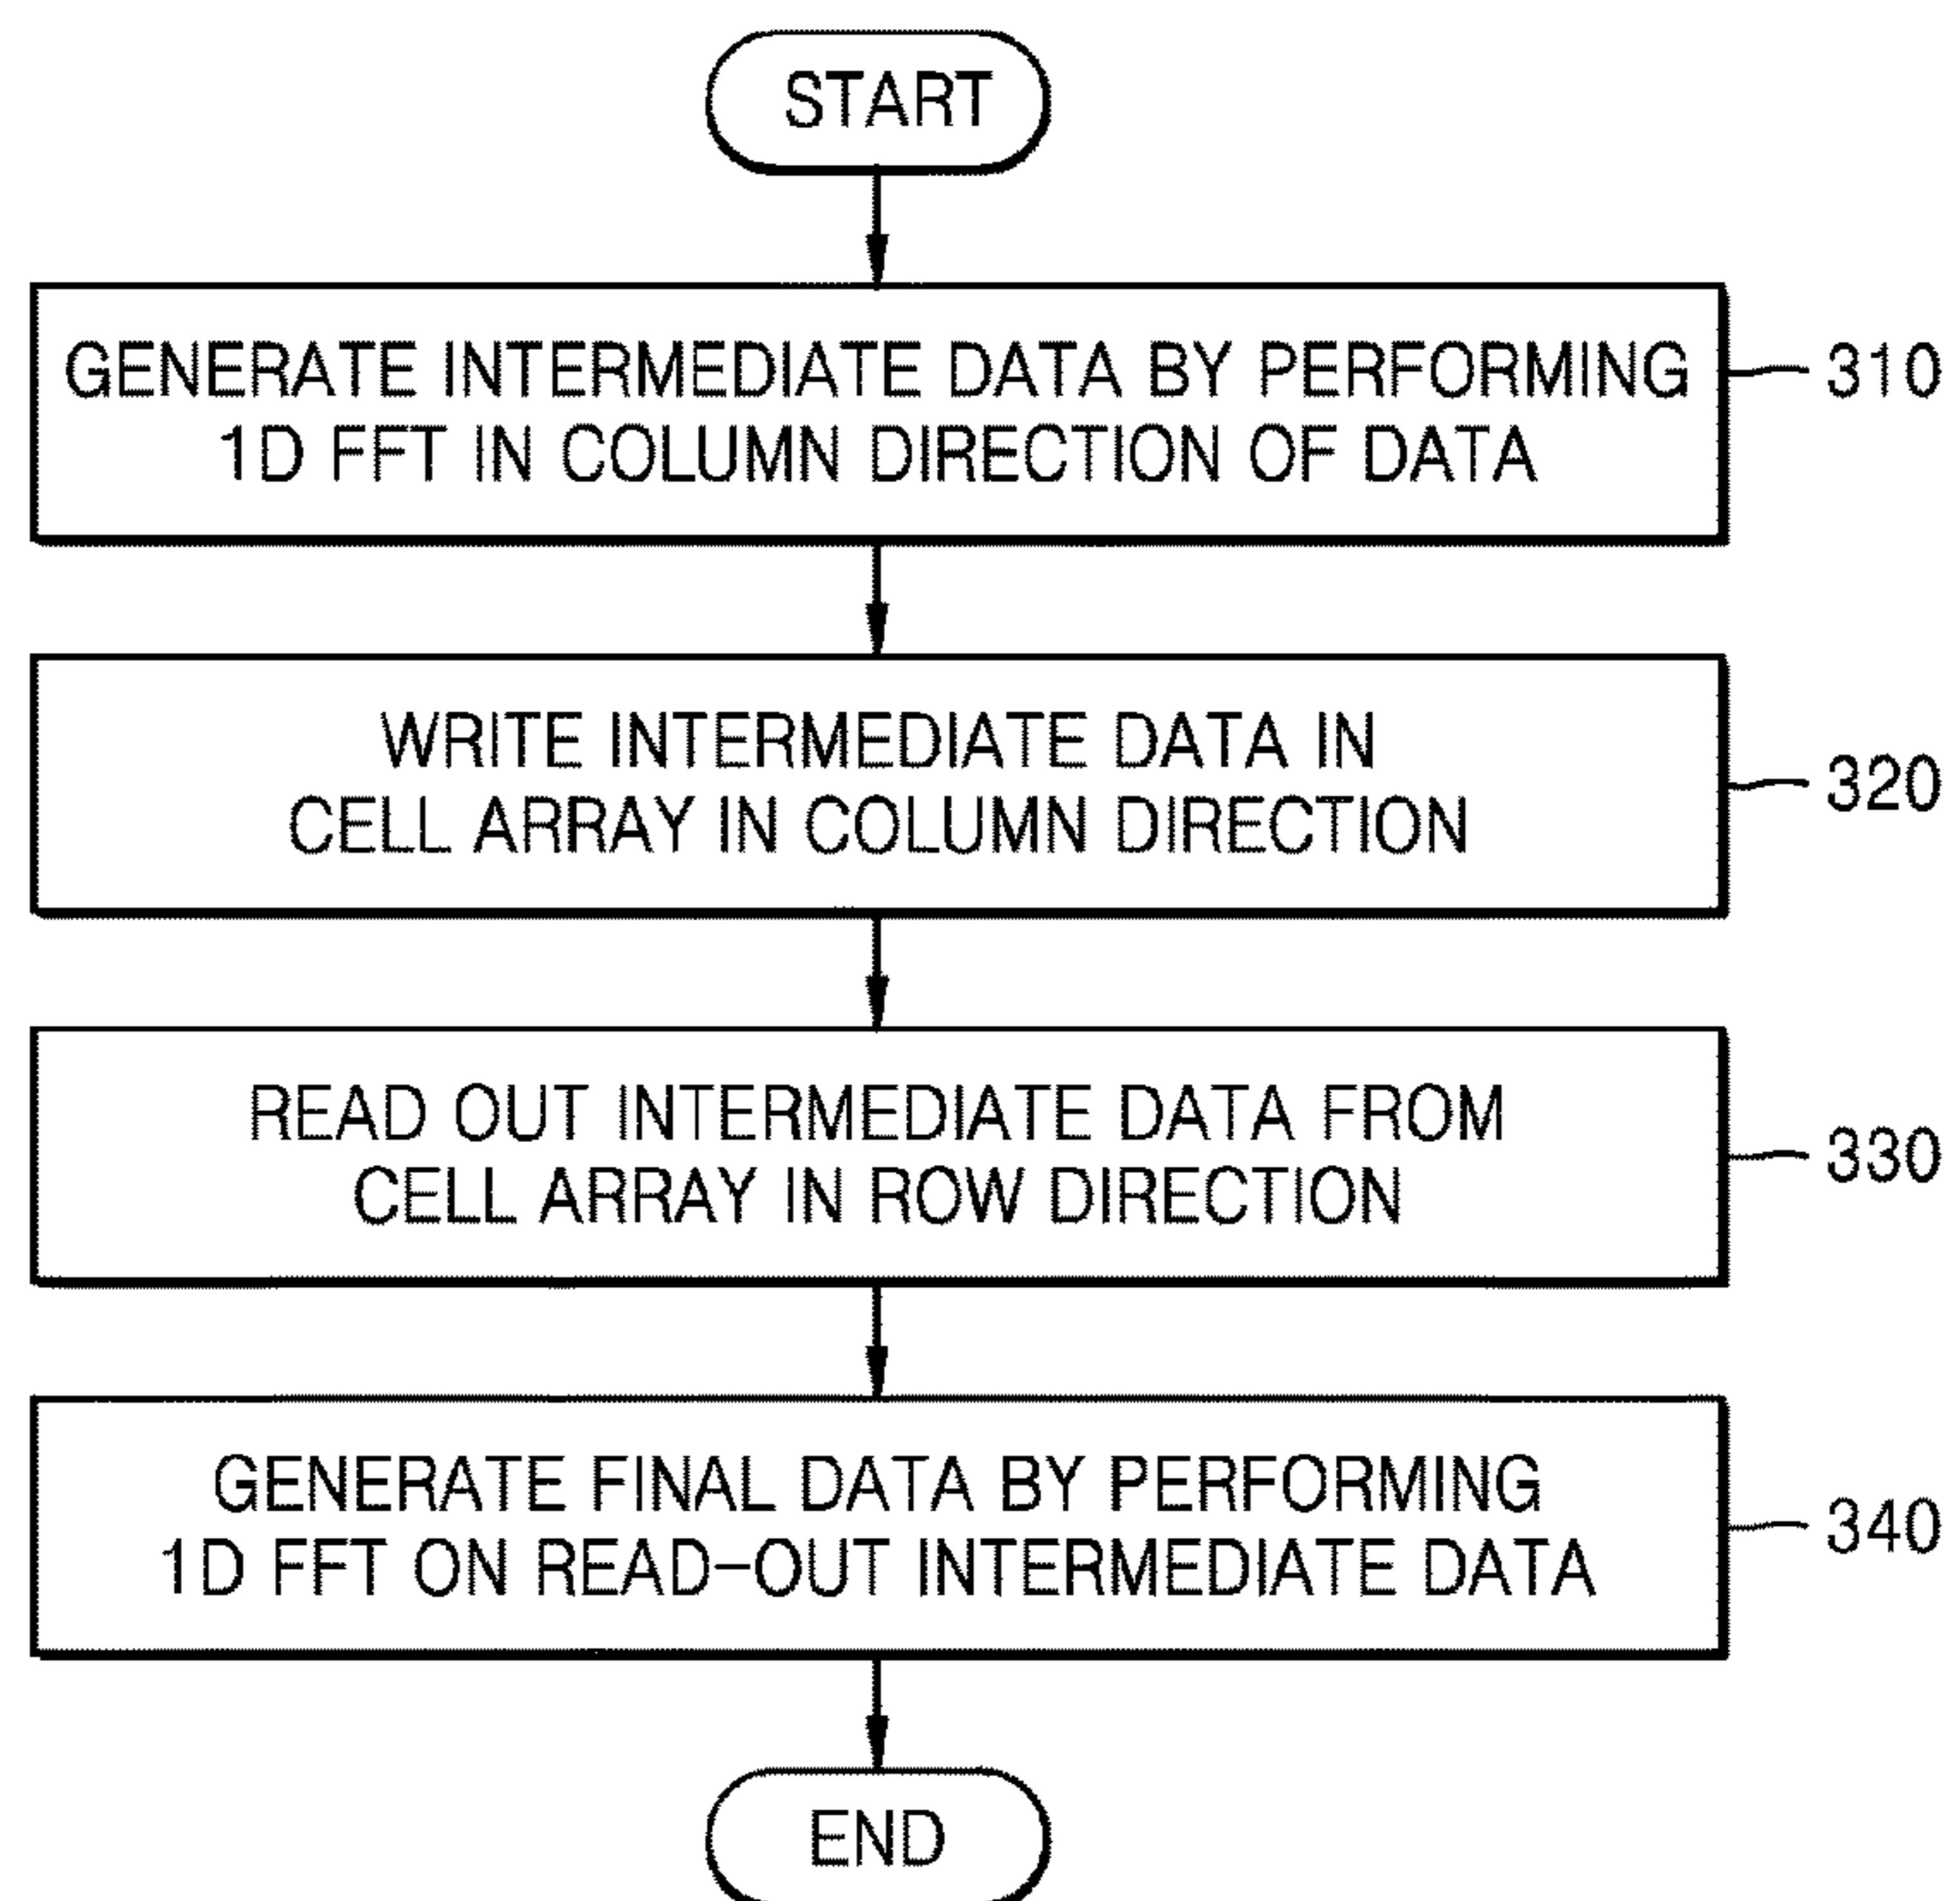 START
GENERATE INTERMEDIATE DATA BY PERFORMING
1D FFT IN COLUMN DIRECTION OF DATA
310
WRITE INTERMEDIATE DATA IN
CELL ARRAY IN COLUMN DIRECTION
320
READ OUT INTERMEDIATE DATA FROM
CELL ARRAY IN ROW DIRECTION
330
GENERATE FINAL DATA BY PERFORMING
1D FFT ON READ-OUT INTERMEDIATE DATA
340
END